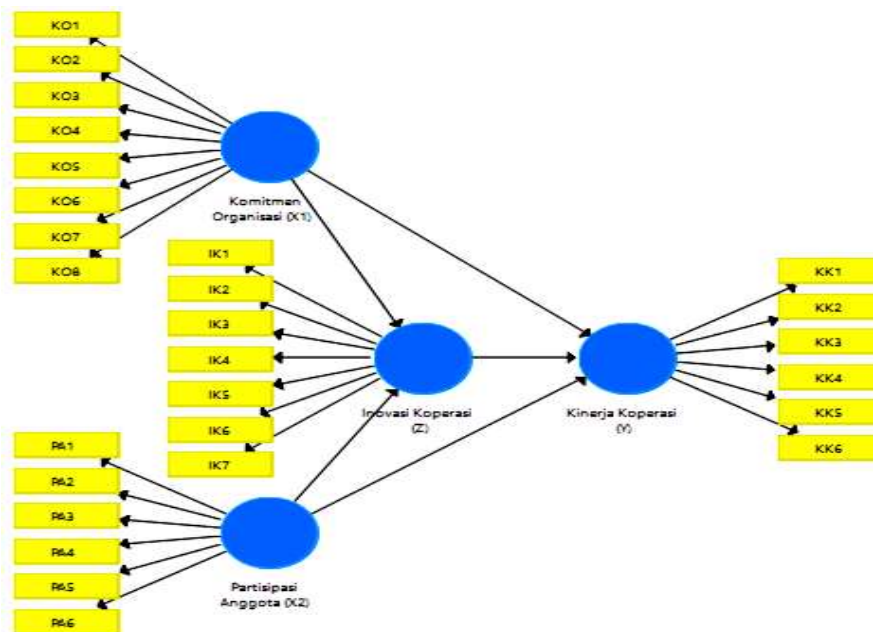 KO1
KO2
KO3
KO4
KO5
KO6
KO7
KO8
Komitmen
Organisasi (X1)
IK1
IK2
IK3
IK4
IK5
IK6
IK7
Inovasi Koperasi
(Z)
Kinerja Koperasi
(Y)
KK1
KK2
KK3
KK4
KK5
KK6
PA1
PA2
PA3
PA4
PA5
PA6
Partisipasi
Anggota (X2)